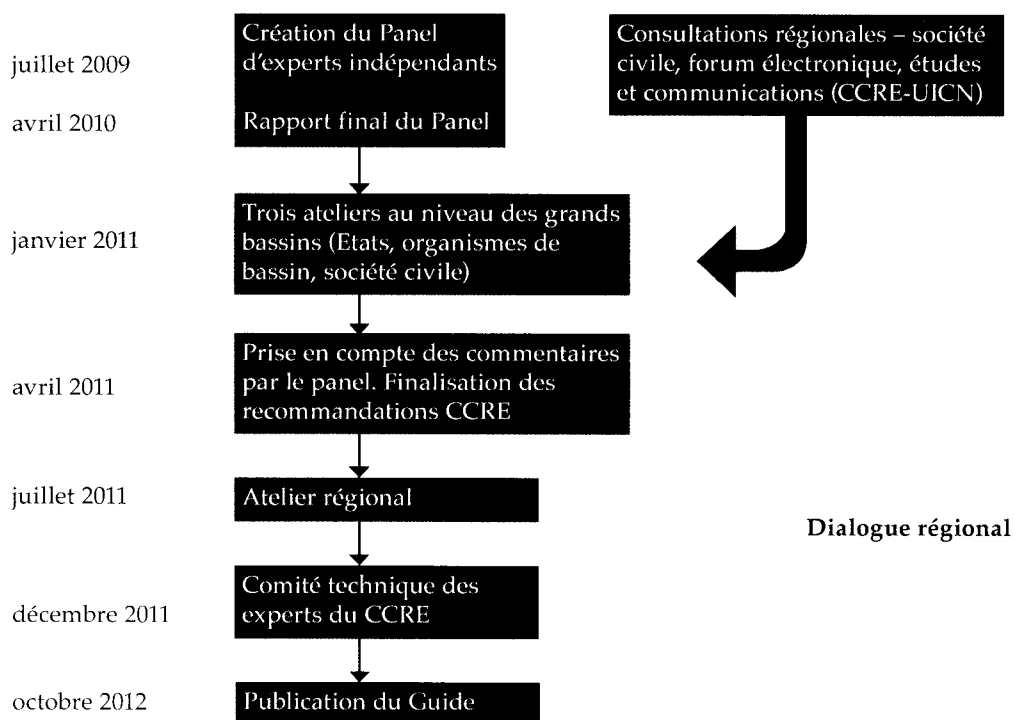 juillet 2009
Création du Panel
d'experts indépendants
avril 2010
Rapport final du Panel
Consultations régionales – société
civile, forum électronique, études
et communications (CCRE-UICN)
janvier 2011
Trois ateliers au niveau des grands
bassins (Etats, organismes de
bassin, société civile)
avril 2011
Prise en compte des commentaires
par le panel. Finalisation des
recommandations CCRE
juillet 2011
Atelier régional
Dialogue régional
décembre 2011
Comité technique des
experts du CCRE
octobre 2012
Publication du Guide